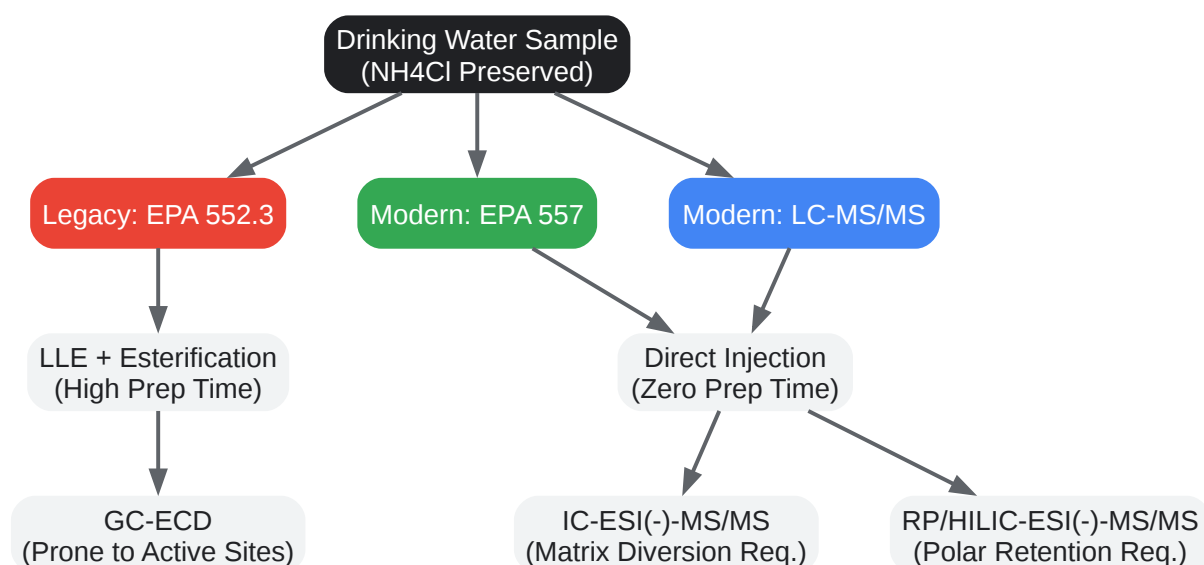 Drinking Water Sample
(NH4Cl Preserved)
Legacy: EPA 552.3
Modern: EPA 557
Modern: LC-MS/MS
LLE + Esterification
(High Prep Time)
Direct Injection
(Zero Prep Time)
GC-ECD
(Prone to Active Sites)
IC-ESI(-)-MS/MS
(Matrix Diversion Req.)
RP/HILIC-ESI(-)-MS/MS
(Polar Retention Req.)